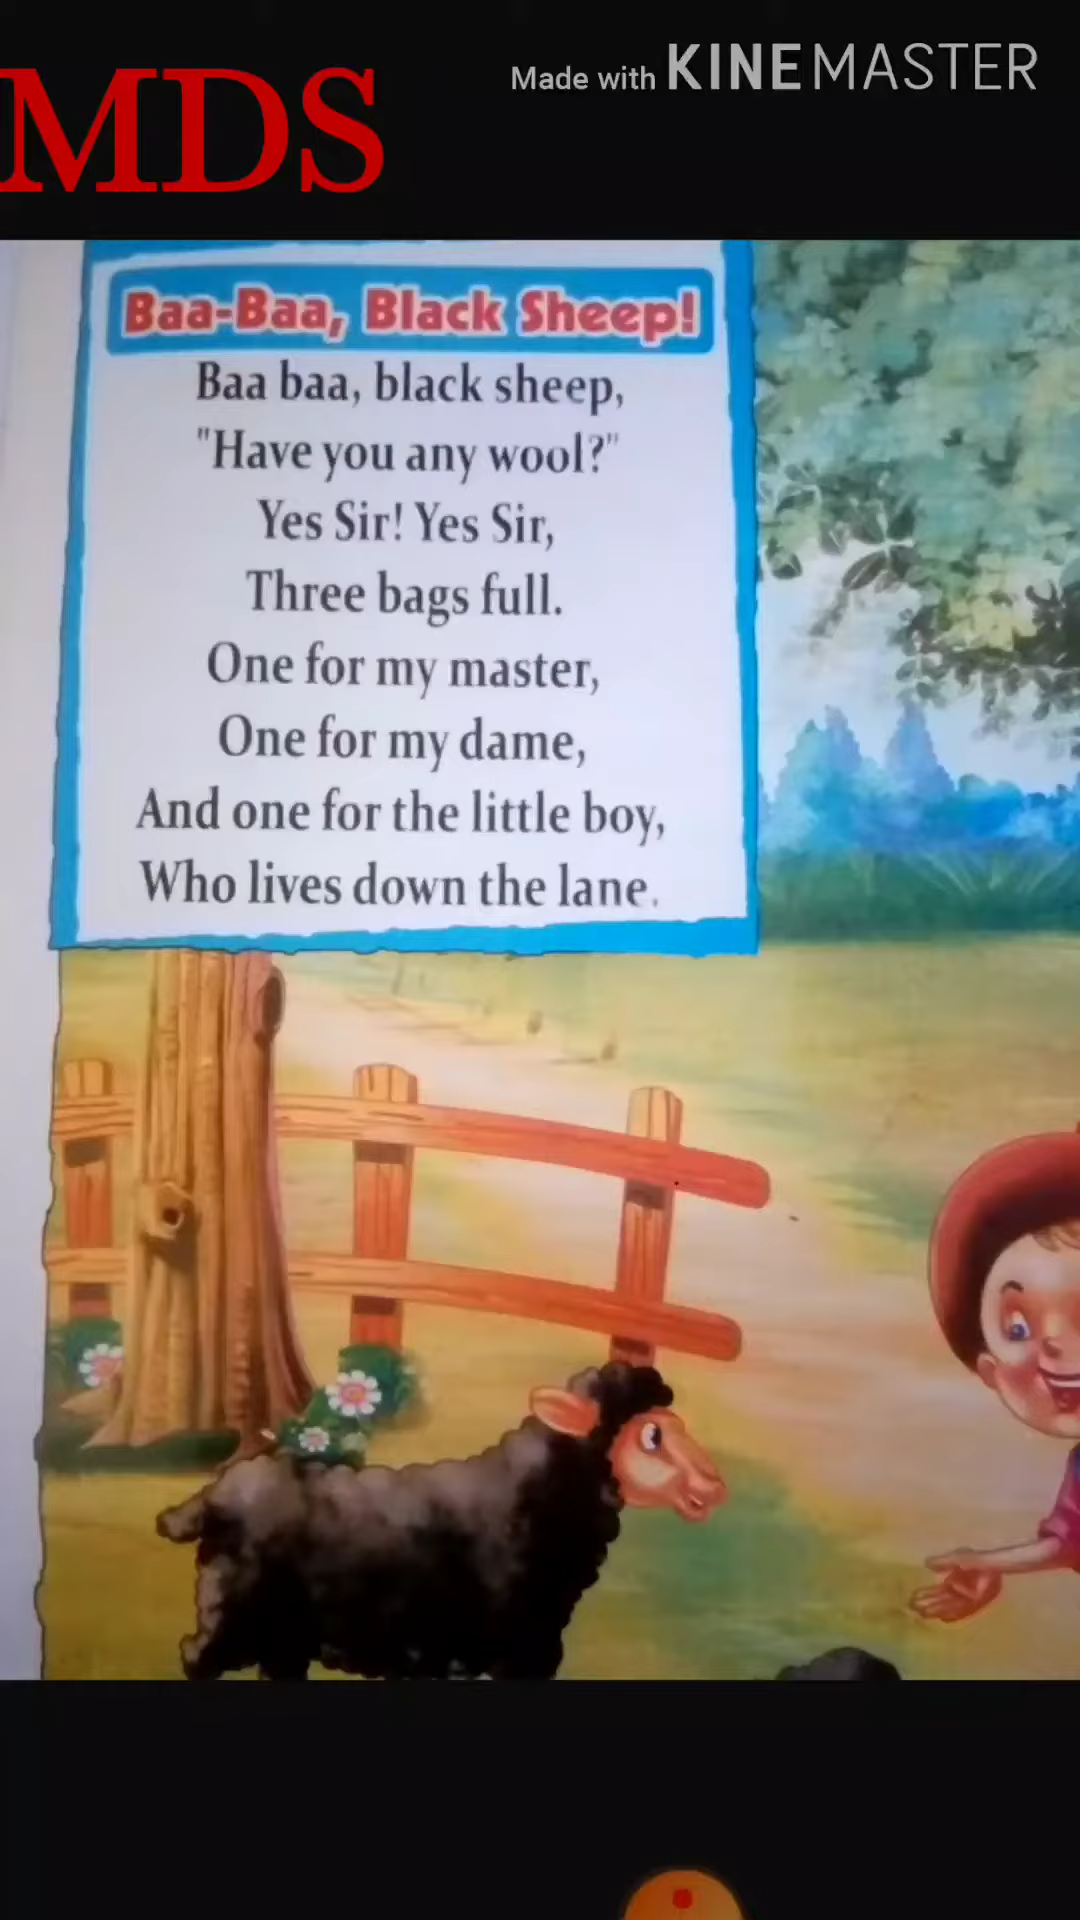 MDS
Made with KINEMASTER
Baa-Baa, Black Sheep!
Baa baa, black sheep,
"Have you any wool?"
Yes Sir! Yes Sir,
Three bags full.
One for my master,
One for my dame,
And one for the little boy,
Who lives down the lane.